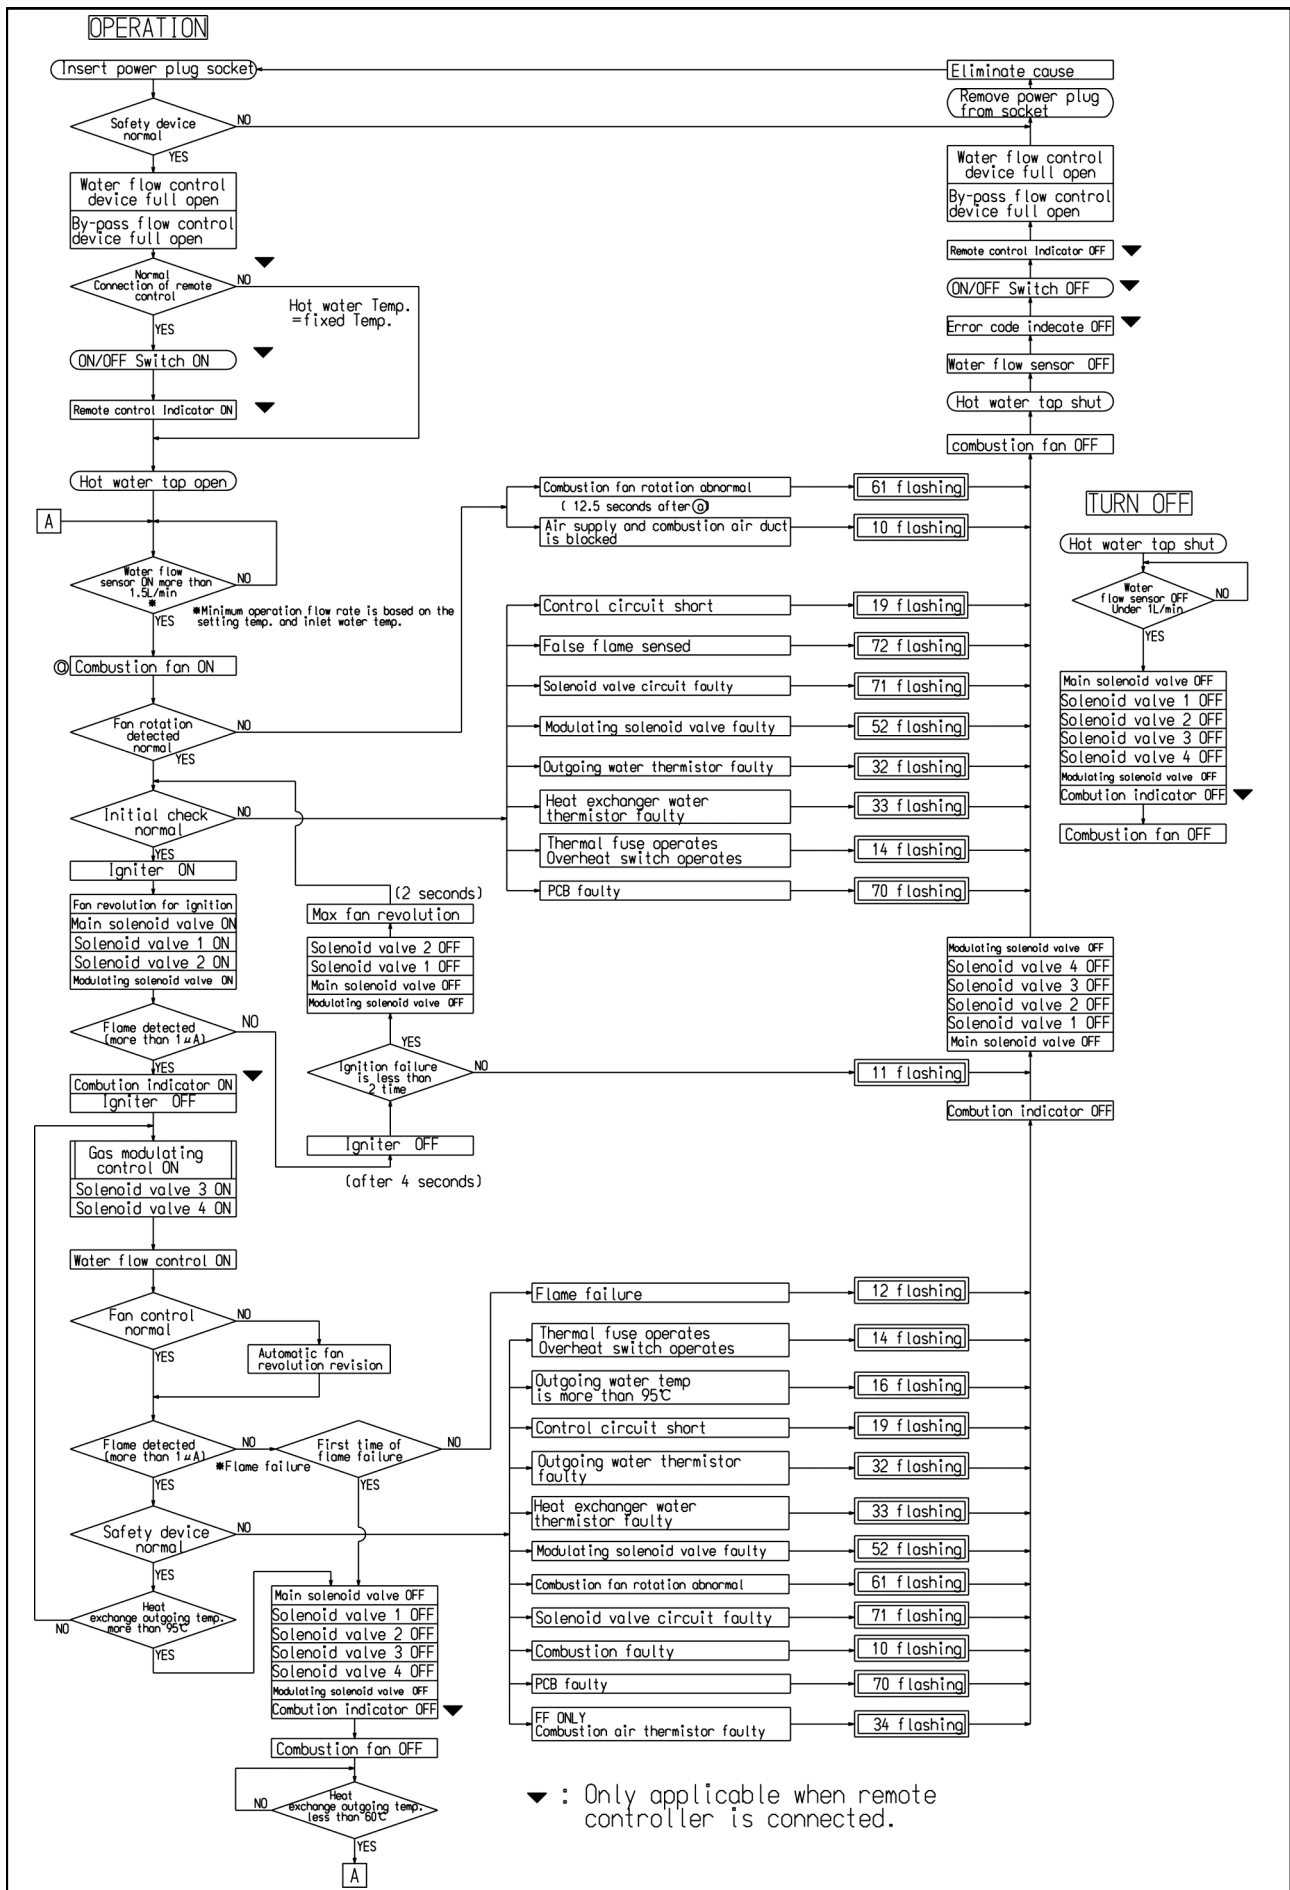 OPERATION
Insert power plug socket
Safety device
normal
NO
YES
Water flow control
device full open
By-pass flow control
device full open
Normal
Connection of remote
control
NO
YES
Hot water Temp.
=fixed Temp.
ON/OFF Switch ON
Remote control Indicator ON
Hot water tap open
A
Water flow
sensor ON more than
1.5L/min
※
NO
YES
※Minimum operation flow rate is based on the
setting temp. and inlet water temp.
@ Combustion fan ON
Fan rotation
detected
normal
NO
YES
Initial check
normal
NO
YES
Igniter ON
Fan revolution for ignition
Main solenoid valve ON
Solenoid valve 1 ON
Solenoid valve 2 ON
Modulating solenoid valve ON
Flame detected
(more than 1μA)
NO
YES
Combution indicator ON
Igniter OFF
Gas modulating
control ON
Solenoid valve 3 ON
Solenoid valve 4 ON
Water flow control ON
Fan control
normal
NO
YES
Automatic fan
revolution revision
Flame detected
(more than 1μA)
NO
※Flame failure
YES
First time of
flame failure
NO
YES
Safety device
normal
NO
YES
Heat
exchange outgoing temp.
more than 95℃
NO
YES
(2 seconds)
Max fan revolution
Solenoid valve 2 OFF
Solenoid valve 1 OFF
Main solenoid valve OFF
Modulating solenoid valve OFF
YES
Ignition failure
is less than
2 time
NO
Igniter OFF
(after 4 seconds)
Main solenoid valve OFF
Solenoid valve 1 OFF
Solenoid valve 2 OFF
Solenoid valve 3 OFF
Solenoid valve 4 OFF
Modulating solenoid valve OFF
Combution indicator OFF
Combustion fan OFF
Heat
exchange outgoing temp.
less than 60℃
NO
YES
A
Combustion fan rotation abnormal
61 flashing
( 12.5 seconds after@)
Air supply and combustion air duct
is blocked
10 flashing
Control circuit short
19 flashing
False flame sensed
72 flashing
Solenoid valve circuit faulty
71 flashing
Modulating solenoid valve faulty
52 flashing
Outgoing water thermistor faulty
32 flashing
Heat exchanger water
thermistor faulty
33 flashing
Thermal fuse operates
Overheat switch operates
14 flashing
PCB faulty
70 flashing
11 flashing
Flame failure
12 flashing
Thermal fuse operates
Overheat switch operates
14 flashing
Outgoing water temp
is more than 95℃
16 flashing
Control circuit short
19 flashing
Outgoing water thermistor
faulty
32 flashing
Heat exchanger water
thermistor faulty
33 flashing
Modulating solenoid valve faulty
52 flashing
Combustion fan rotation abnormal
61 flashing
Solenoid valve circuit faulty
71 flashing
Combustion faulty
10 flashing
PCB faulty
70 flashing
FF ONLY
Combustion air thermistor faulty
34 flashing
Eliminate cause
Remove power plug
from socket
Water flow control
device full open
By-pass flow control
device full open
Remote control Indicator OFF
ON/OFF Switch OFF
Error code indecate OFF
Water flow sensor OFF
Hot water tap shut
combustion fan OFF
Modulating solenoid valve OFF
Solenoid valve 4 OFF
Solenoid valve 3 OFF
Solenoid valve 2 OFF
Solenoid valve 1 OFF
Main solenoid valve OFF
Combution indicator OFF
TURN OFF
Hot water tap shut
Water
flow sensor OFF
Under 1L/min
NO
YES
Main solenoid valve OFF
Solenoid valve 1 OFF
Solenoid valve 2 OFF
Solenoid valve 3 OFF
Solenoid valve 4 OFF
Modulating solenoid valve OFF
Combution indicator OFF
Combustion fan OFF
▼ : Only applicable when remote
controller is connected.